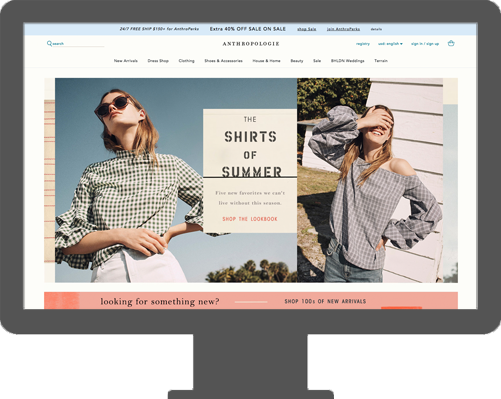 24/7 FREE SHIP $150+ for AnthroPerks Extra 40% OFF SALE ON SALE shop Sale join AnthroPerks details
search ANTHROPOLOGIE registry usd: english sign in / sign up
New Arrivals Dress Shop Clothing Shoes & Accessories House & Home Beauty Sale BHLDN Weddings Terrain
THE
SHIRTS
OF
SUMMER
Five new favorites we can't
live without this season.
SHOP THE LOOKBOOK
looking for something new? SHOP 100s OF NEW ARRIVALS